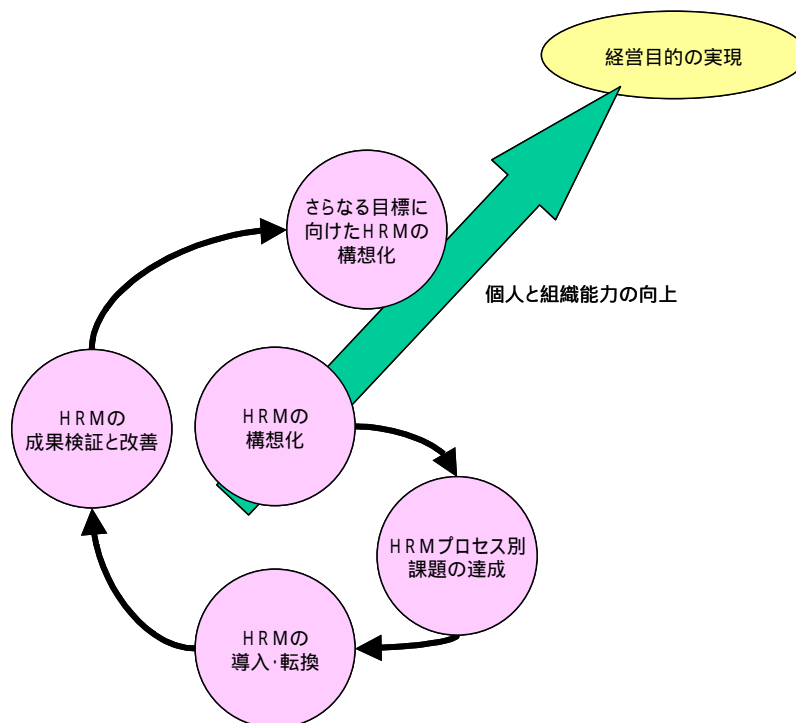 経営目的の実現
さらなる目標に
向けたHRMの
構想化
個人と組織能力の向上
HRMの
成果検証と改善
HRMの
構想化
HRMプロセス別
課題の達成
HRMの
導入･転換